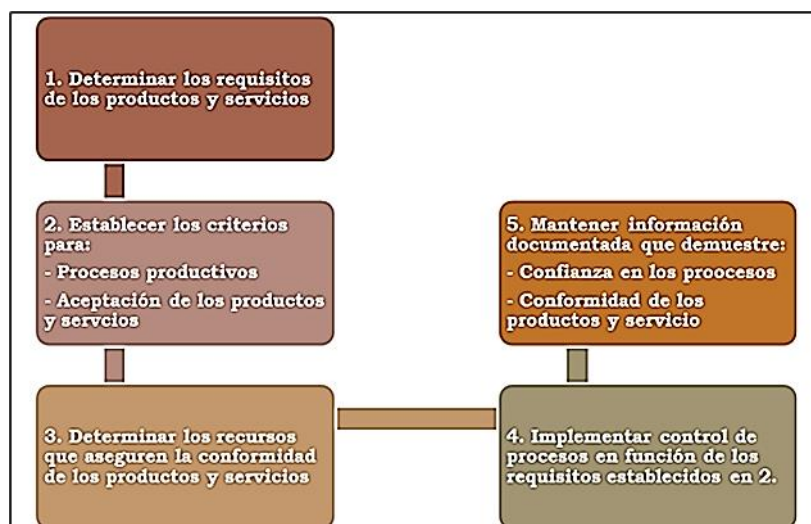 1. Determinar los requisitos
de los productos y servicios
2. Establecer los criterios
para:
- Procesos productivos
- Aceptación de los productos
y servcios
3. Determinar los recursos
que aseguren la conformidad
de los productos y servicios
4. Implementar control de
procesos en función de los
requisitos establecidos en 2.
5. Mantener información
documentada que demuestre:
- Confianza en los proocesos
- Conformidad de los
productos y servicio